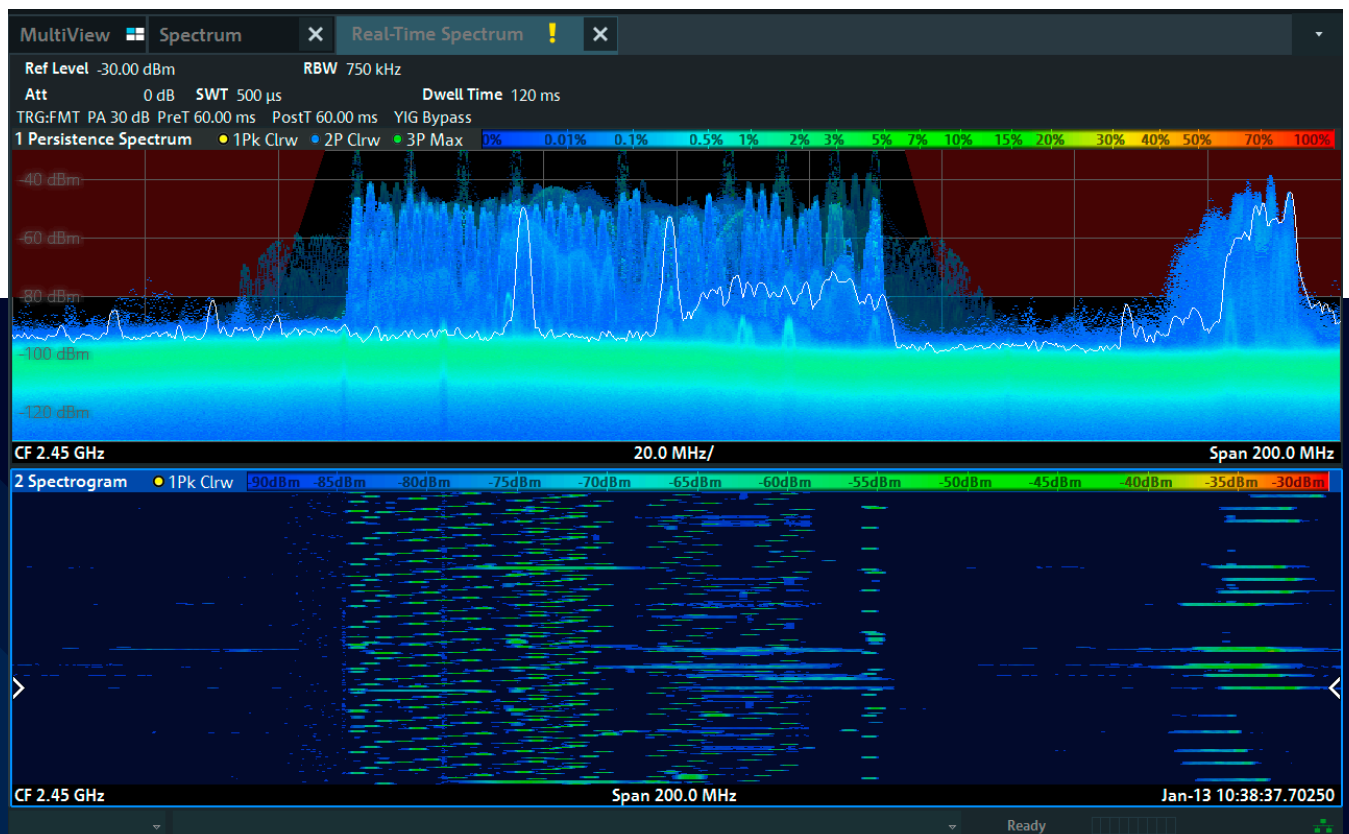 MultiView Spectrum X Real-Time Spectrum ! X
Ref Level -30.00 dBm RBW 750 kHz
Att 0 dB SWT 500 µs Dwell Time 120 ms
TRG:FMT PA 30 dB PreT 60.00 ms PostT 60.00 ms YIG Bypass
1 Persistence Spectrum 1Pk Clrw 2P Clrw 3P Max 0% 0.01% 0.1% 0.5% 1% 2% 3% 5% 7% 10% 15% 20% 30% 40% 50% 70% 100%
-40 dBm
-60 dBm
-80 dBm
-100 dBm
-120 dBm
CF 2.45 GHz 20.0 MHz/ Span 200.0 MHz
2 Spectrogram 1Pk Clrw -90dBm -85dBm -80dBm -75dBm -70dBm -65dBm -60dBm -55dBm -50dBm -45dBm -40dBm -35dBm -30dBm
CF 2.45 GHz Span 200.0 MHz Jan-13 10:38:37.70250
Ready